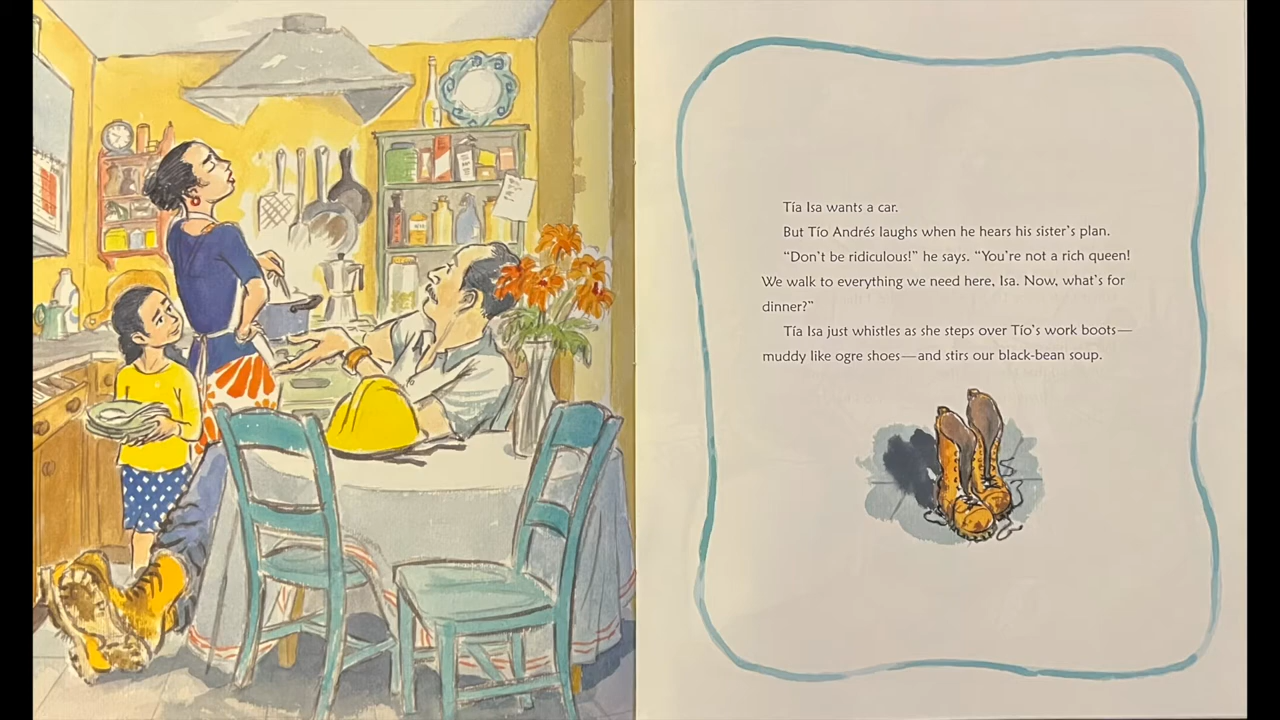 Tía Isa wants a car.
But Tío Andrés laughs when he hears his sister's plan.
“Don't be ridiculous!” he says. “You're not a rich queen!
We walk to everything we need here, Isa. Now, what's for
dinner?”
Tía Isa just whistles as she steps over Tío's work boots—
muddy like ogre shoes—and stirs our black-bean soup.